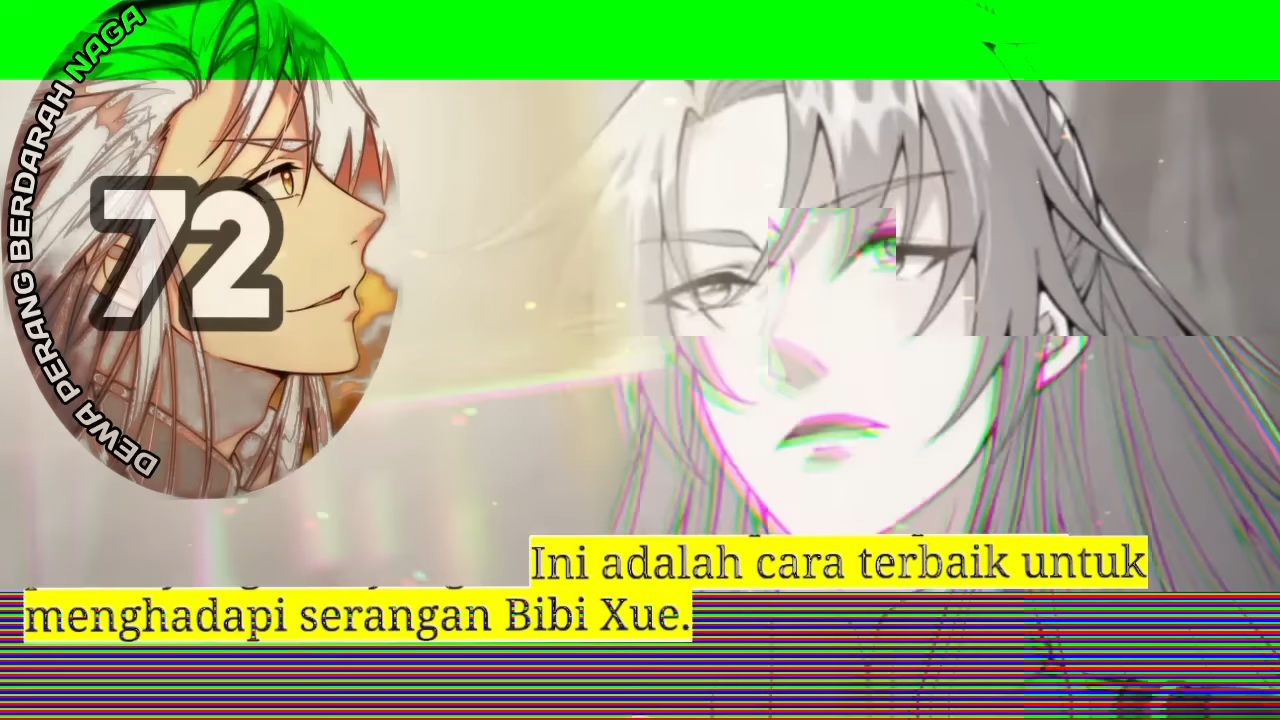 DEWA PERANG BERDARAH NAGA
72
Ini adalah cara terbaik untuk
menghadapi serangan Bibi Xue.